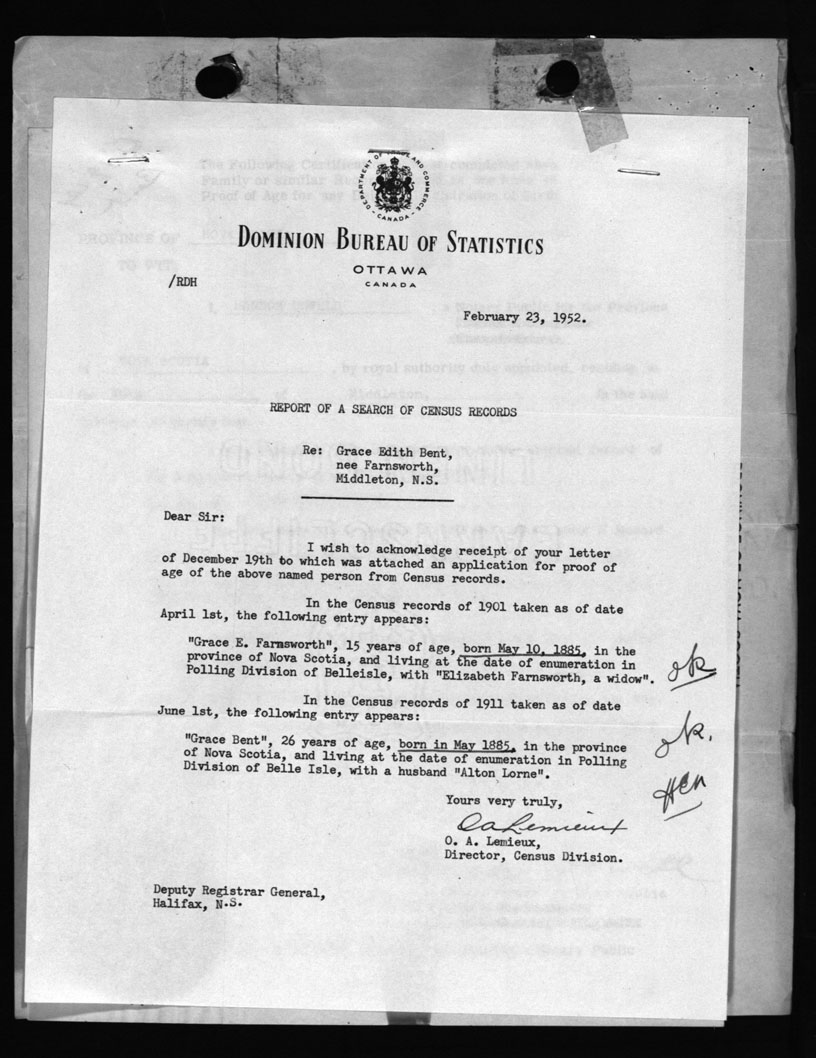 DEPARTMENT OF TRADE AND COMMERCE
- CANADA -
DOMINION BUREAU OF STATISTICS
OTTAWA
CANADA
/RDH
February 23, 1952.
REPORT OF A SEARCH OF CENSUS RECORDS
Re: Grace Edith Bent,
nee Farnsworth,
Middleton, N.S.
Dear Sir:
I wish to acknowledge receipt of your letter
of December 19th to which was attached an application for proof of
age of the above named person from Census records.
In the Census records of 1901 taken as of date
April 1st, the following entry appears:
"Grace E. Farnsworth", 15 years of age, born May 10, 1885, in the
province of Nova Scotia, and living at the date of enumeration in
Polling Division of Belleisle, with "Elizabeth Farnsworth, a widow".
ok
In the Census records of 1911 taken as of date
June 1st, the following entry appears:
"Grace Bent", 26 years of age, born in May 1885, in the province
of Nova Scotia, and living at the date of enumeration in Polling
Division of Belle Isle, with a husband "Alton Lorne".
ok.
Yours very truly,
OALemieux
O. A. Lemieux,
Director, Census Division.
Deputy Registrar General,
Halifax, N.S.